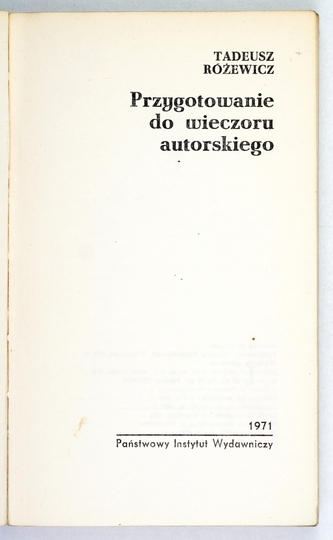 TADEUSZ
RÓŻEWICZ
Przygotowanie
do wieczoru
autorskiego
1971
Państwowy Instytut Wydawniczy